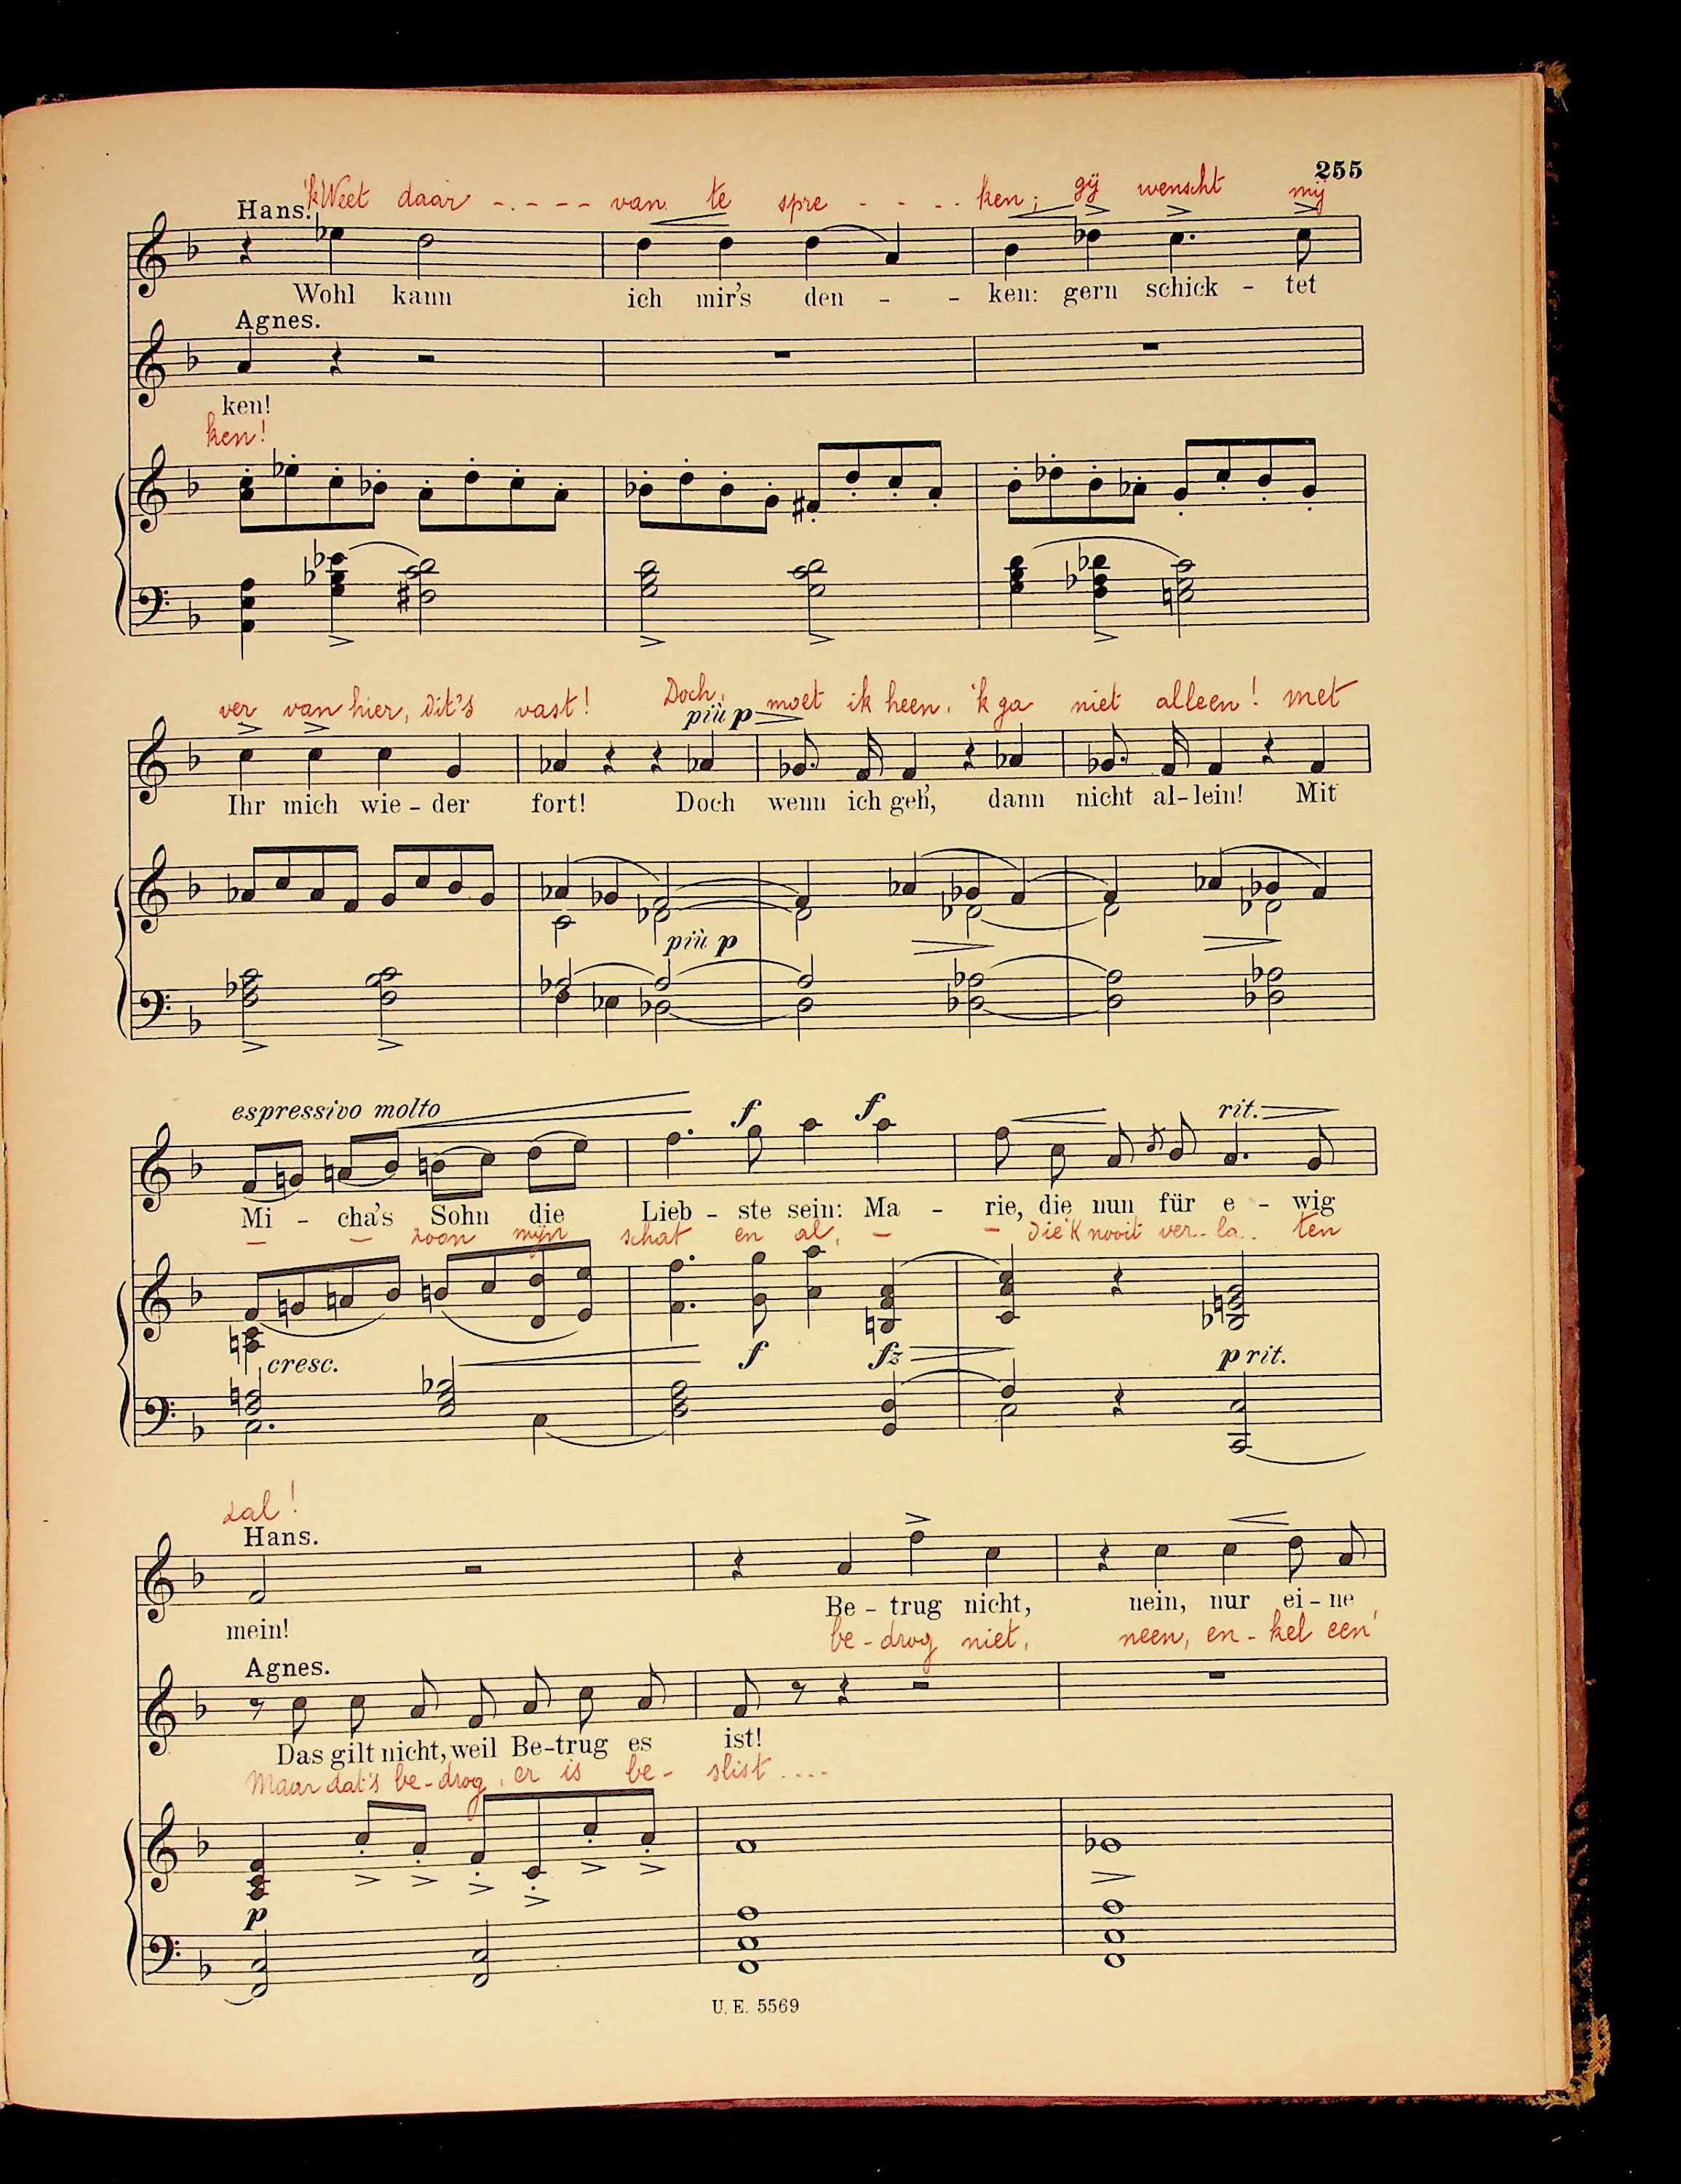 255
'k Weet daar - . - - - van te spre - - - . ken; gij wenscht mij
Hans.
Wohl kann ich mir's den - - ken: gern schick - tet
Agnes.
ken!
ken!
ver van hier, dit's vast! Doch, moet ik heen, 'k ga niet alleen! met
più p
Ihr mich wie - der fort! Doch wenn ich geh', dann nicht al - lein! Mit
più p
espressivo molto f f rit.
Mi - cha's Sohn die Lieb - ste sein: Ma - rie, die nun für e - wig
– – zoon mijn schat en al, – – die 'k nooit ver - la - ten
cresc. f fz p rit.
zal!
Hans.
mein! Be - trug nicht, nein, nur ei - ne
be - drog niet, neen, en - kel een
Agnes.
Das gilt nicht, weil Be - trug es ist!
Maar dat's be - drog, er is be - slist ....
p
U. E. 5569